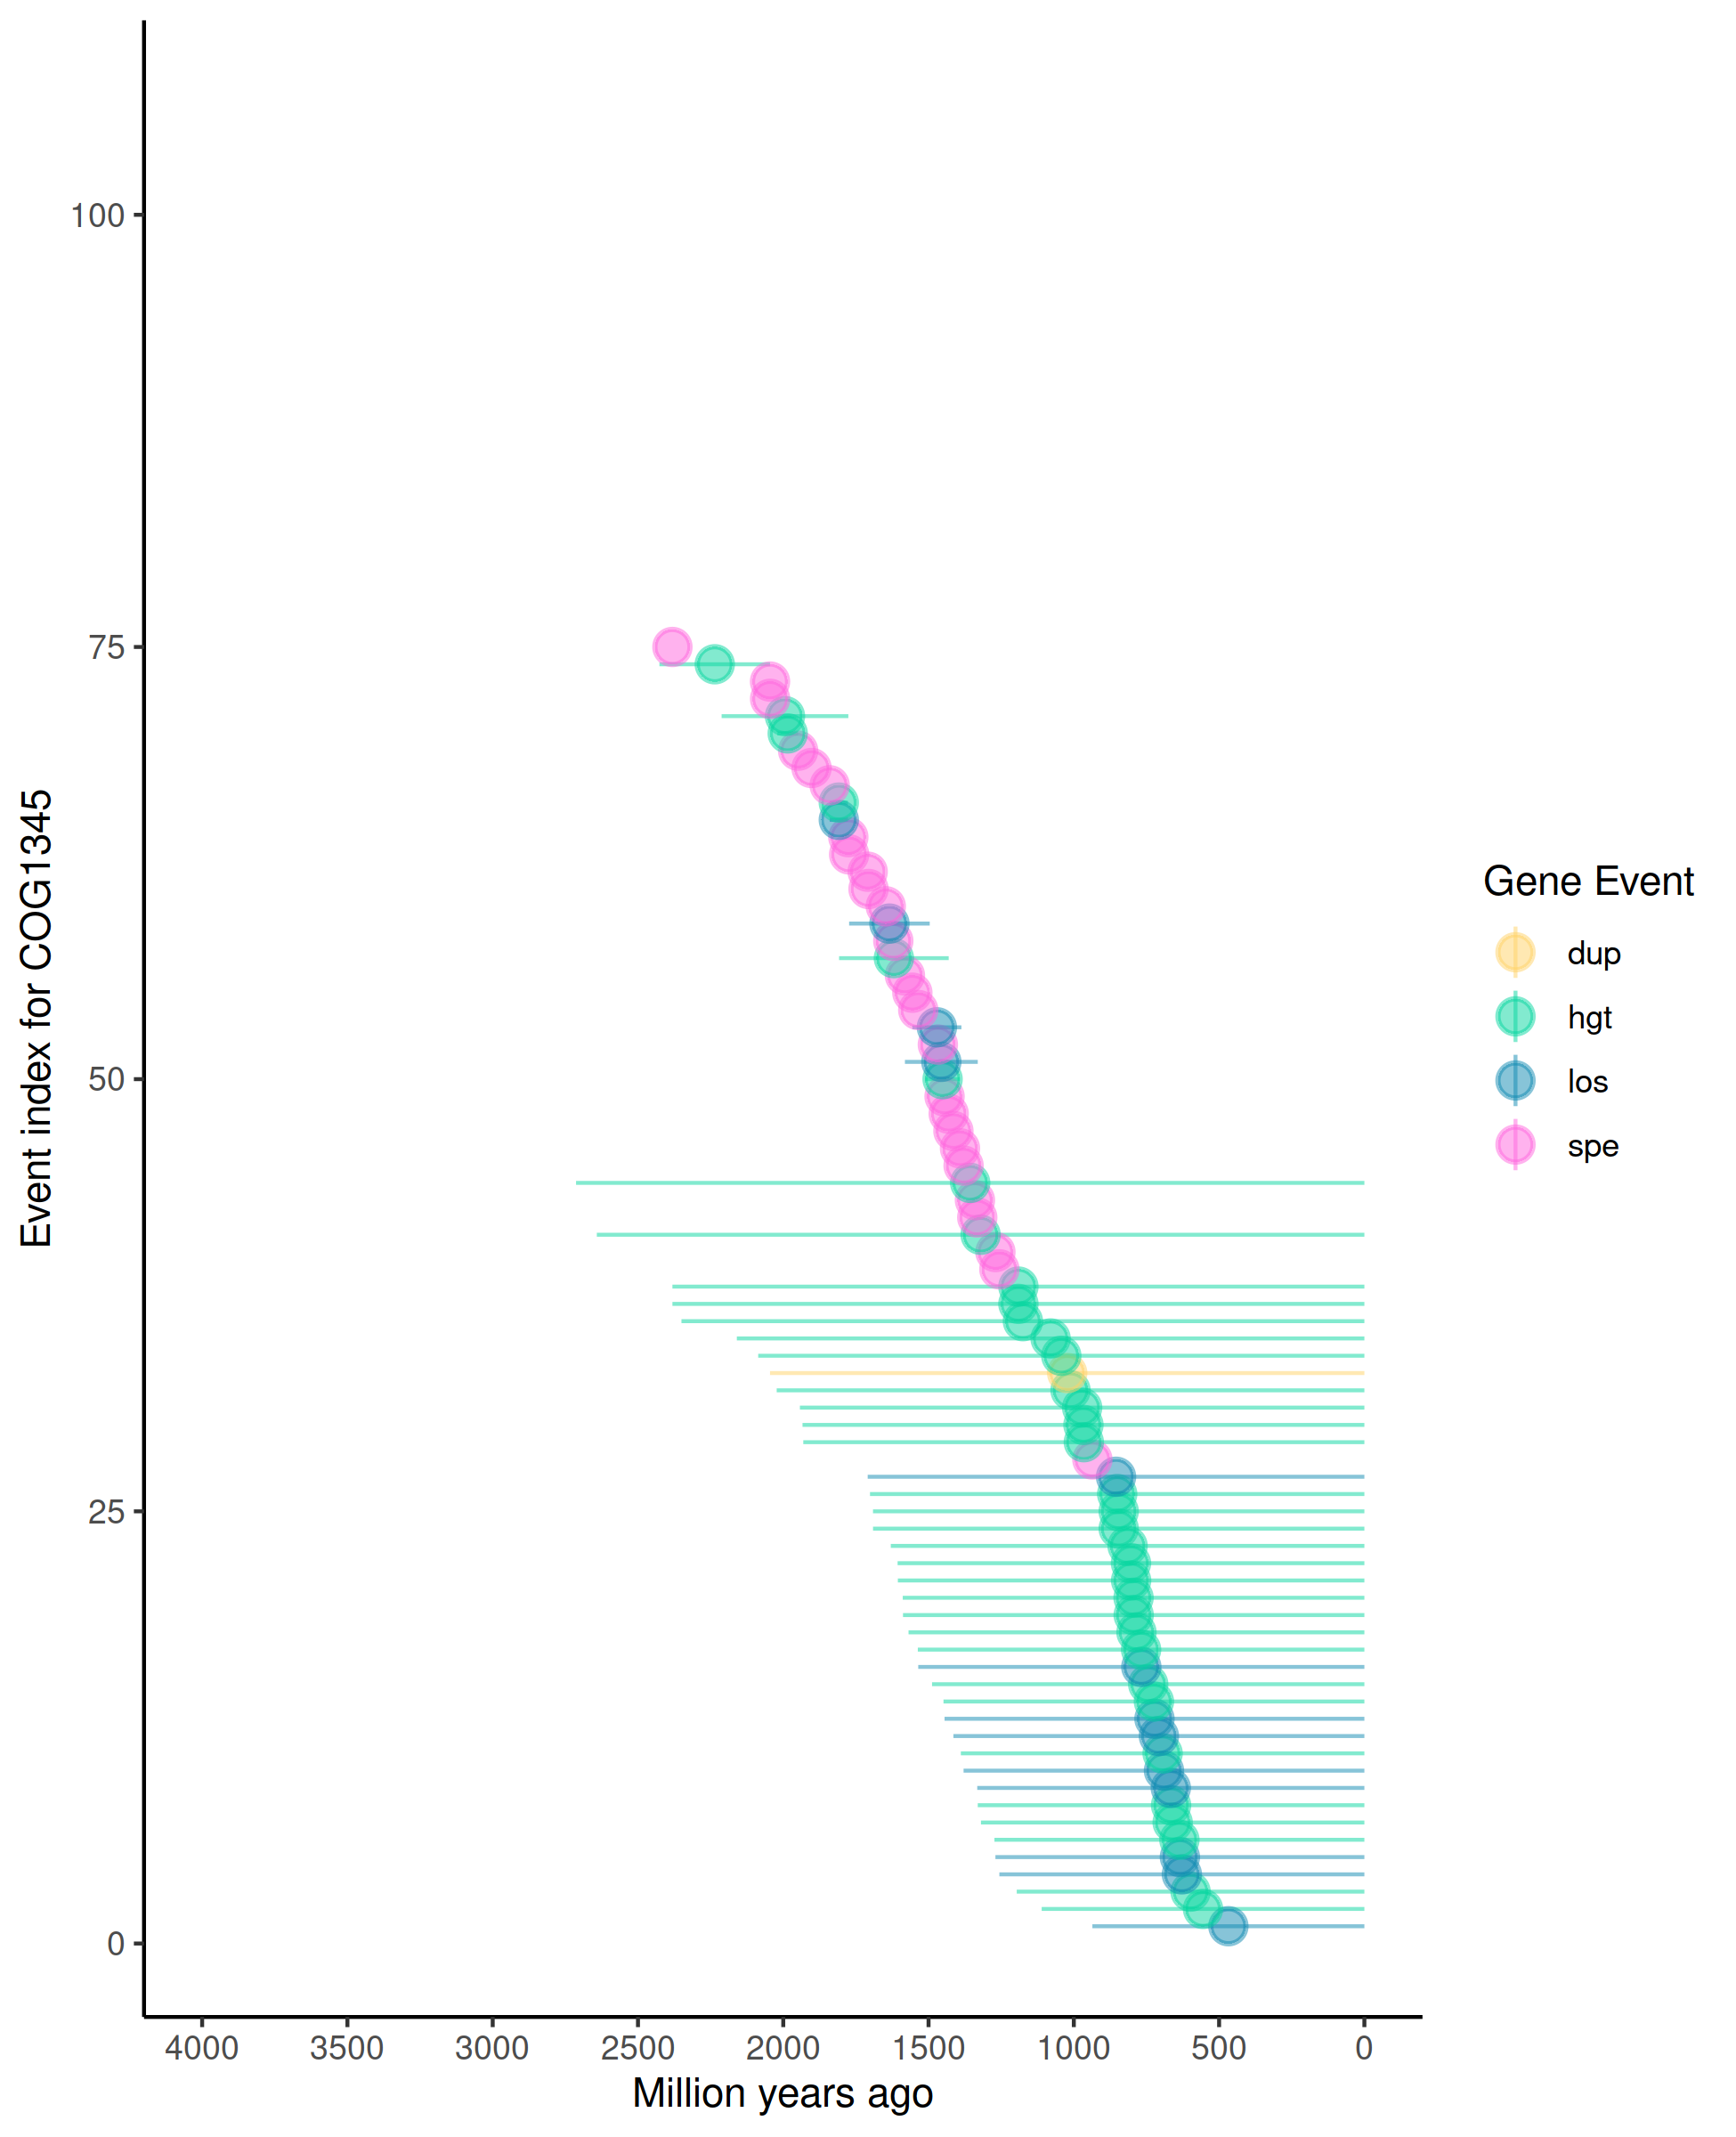 Event index for COG1345
100
75
50
25
0
4000 3500 3000 2500 2000 1500 1000 500 0
Million years ago
Gene Event
dup
hgt
los
spe